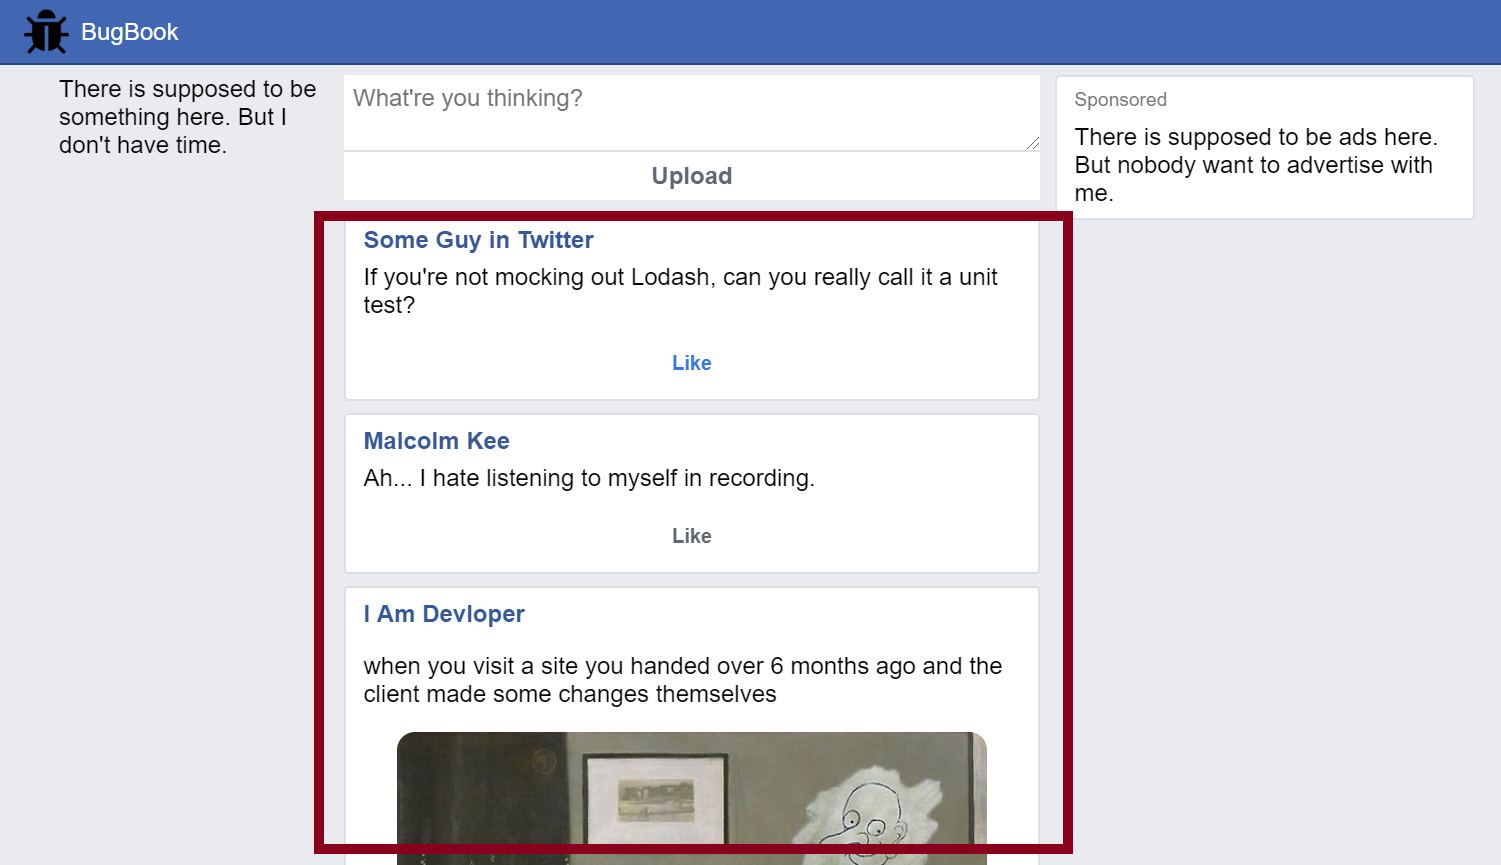 BugBook
There is supposed to be
something here. But I
don't have time.
What're you thinking?
Upload
Some Guy in Twitter
If you're not mocking out Lodash, can you really call it a unit
test?
Like
Malcolm Kee
Ah... I hate listening to myself in recording.
Like
I Am Devloper
when you visit a site you handed over 6 months ago and the
client made some changes themselves
Sponsored
There is supposed to be ads here.
But nobody want to advertise with
me.